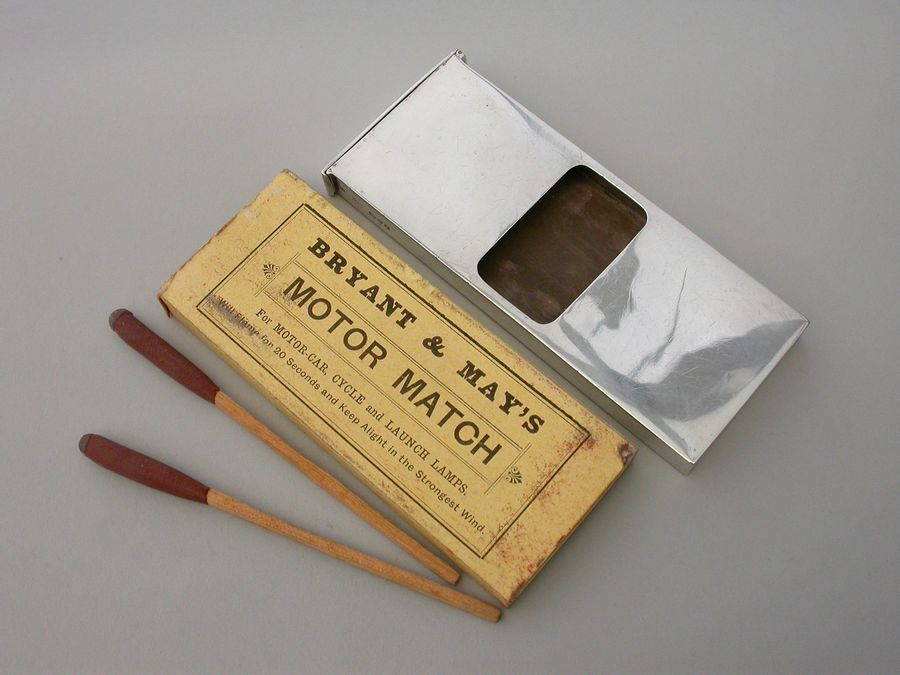 BRYANT & MAY'S
MOTOR MATCH
For MOTOR-CAR, CYCLE and LAUNCH LAMPS.
Will Flame for 20 Seconds and Keep Alight in the Strongest Wind.